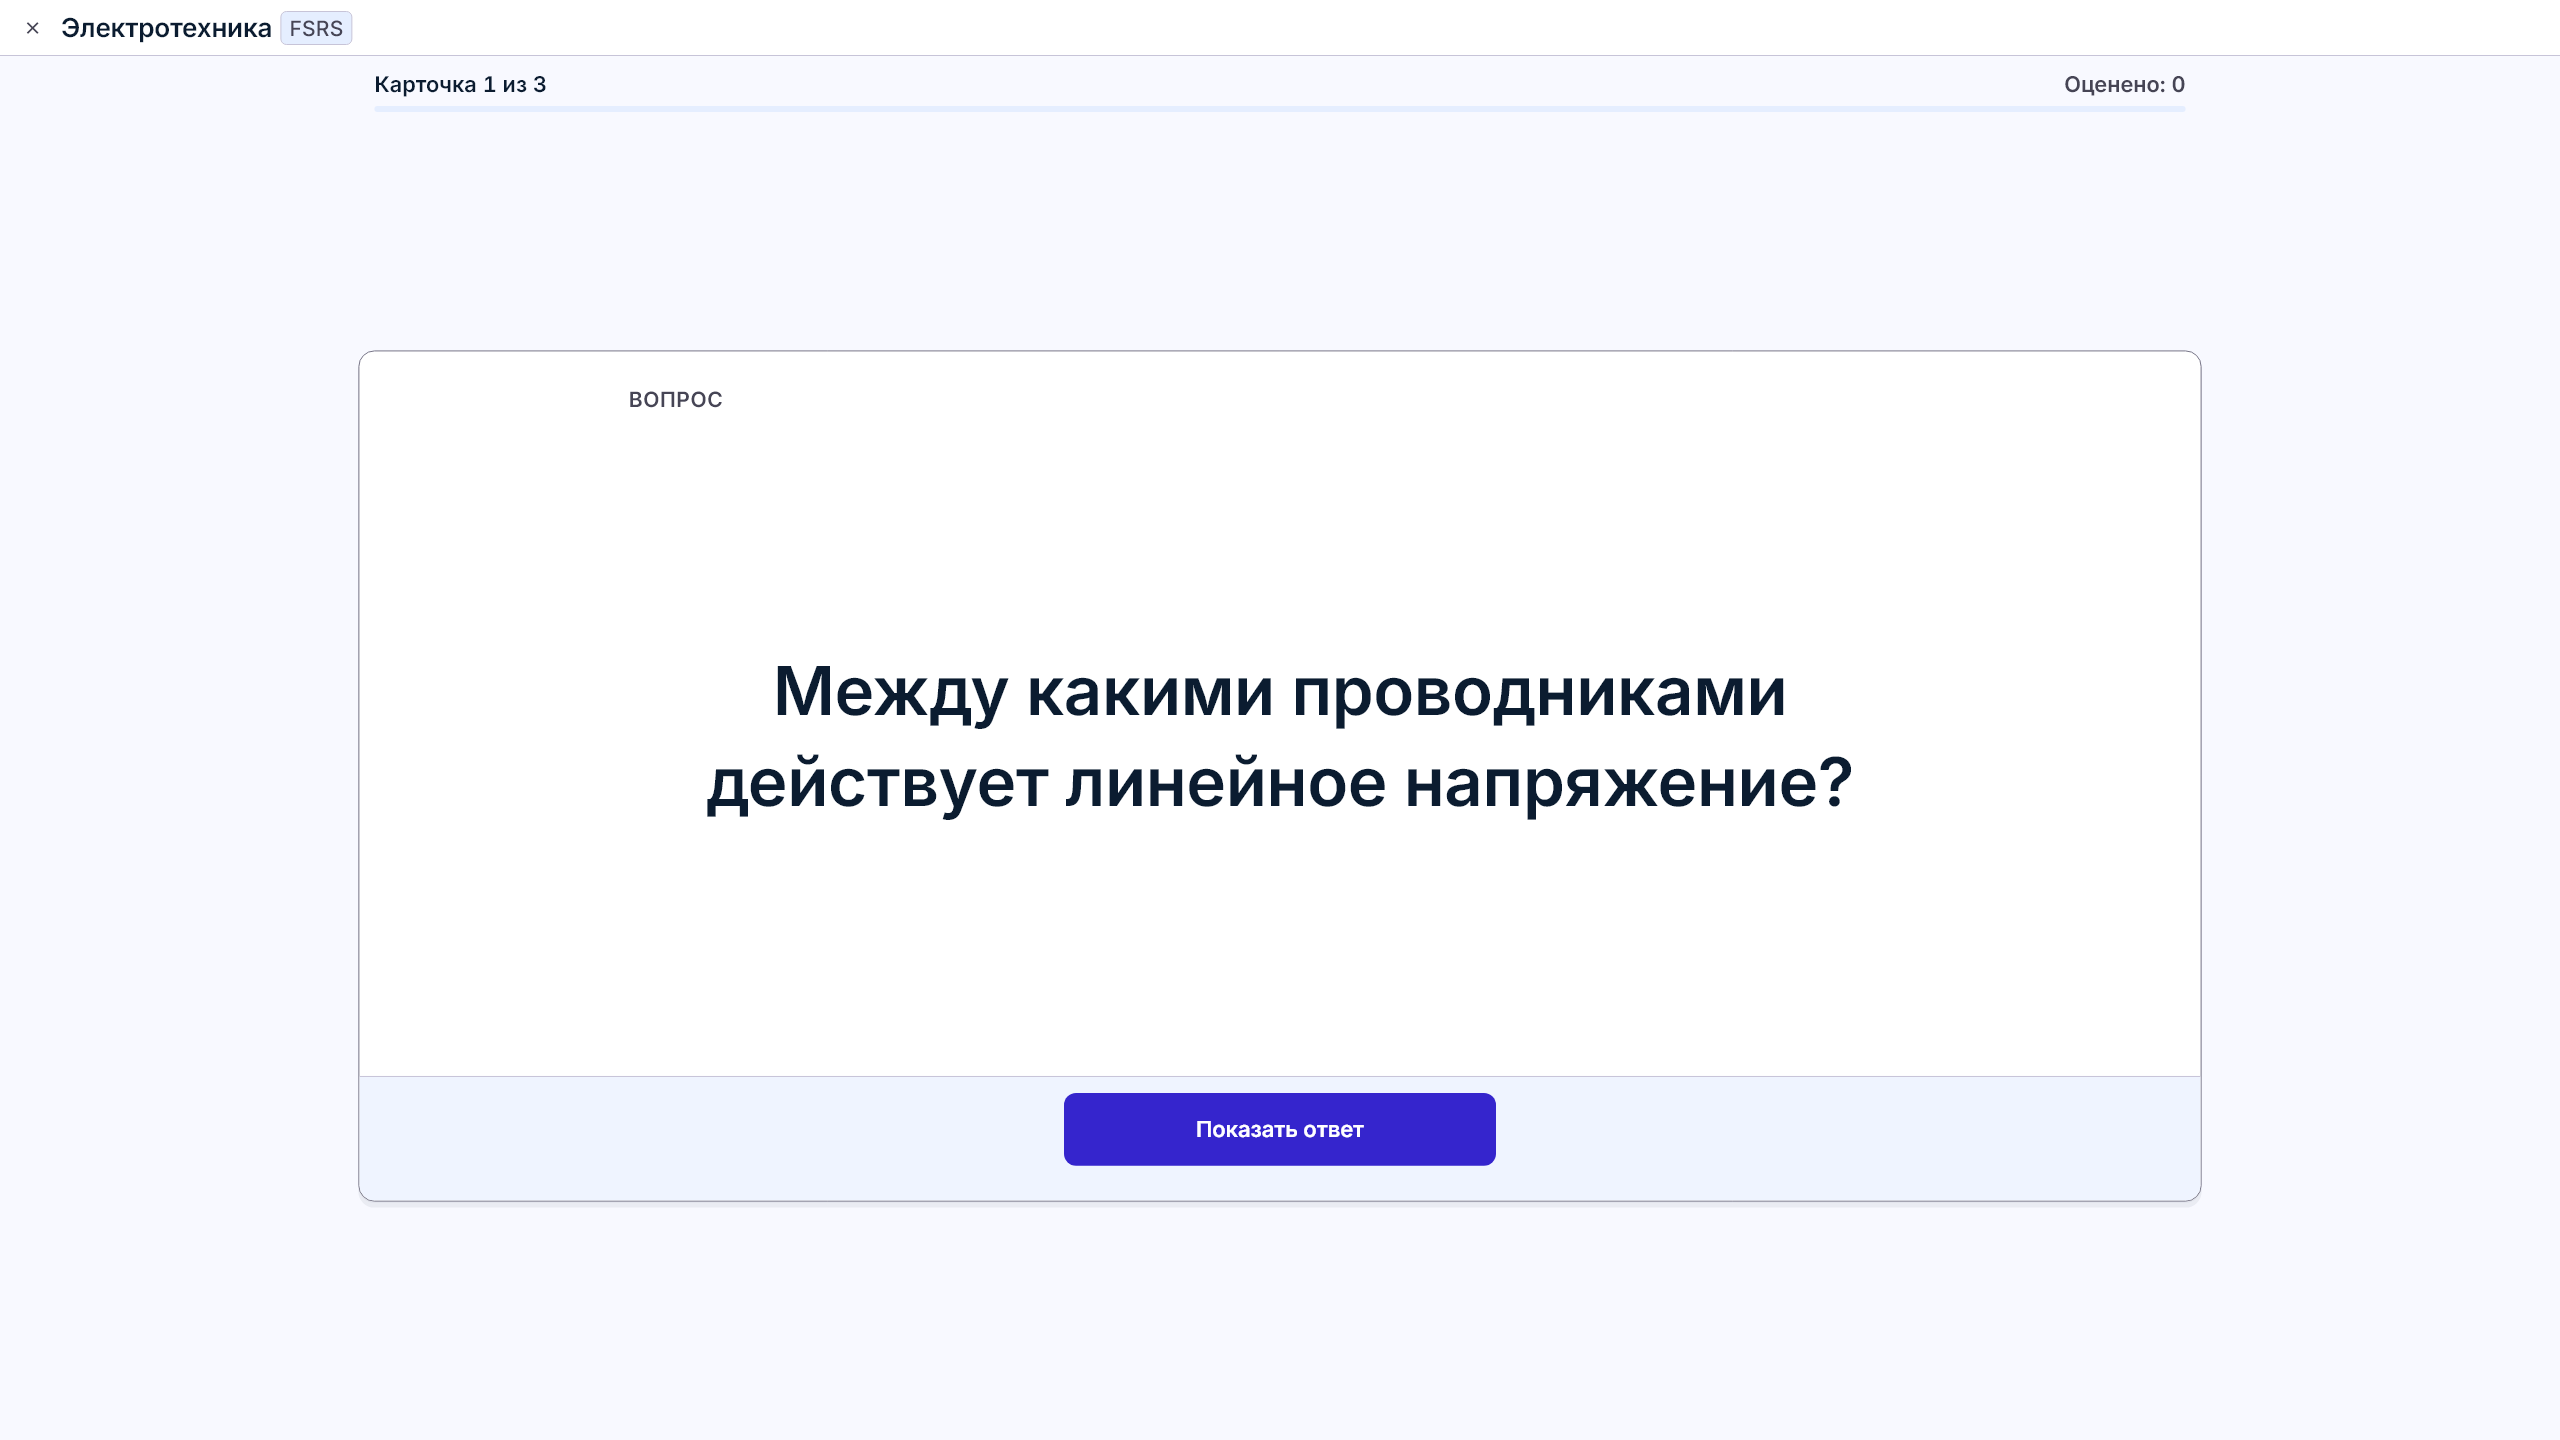 Электротехника FSRS
Карточка 1 из 3
Оценено: 0
ВОПРОС
Между какими проводниками
действует линейное напряжение?
Показать ответ